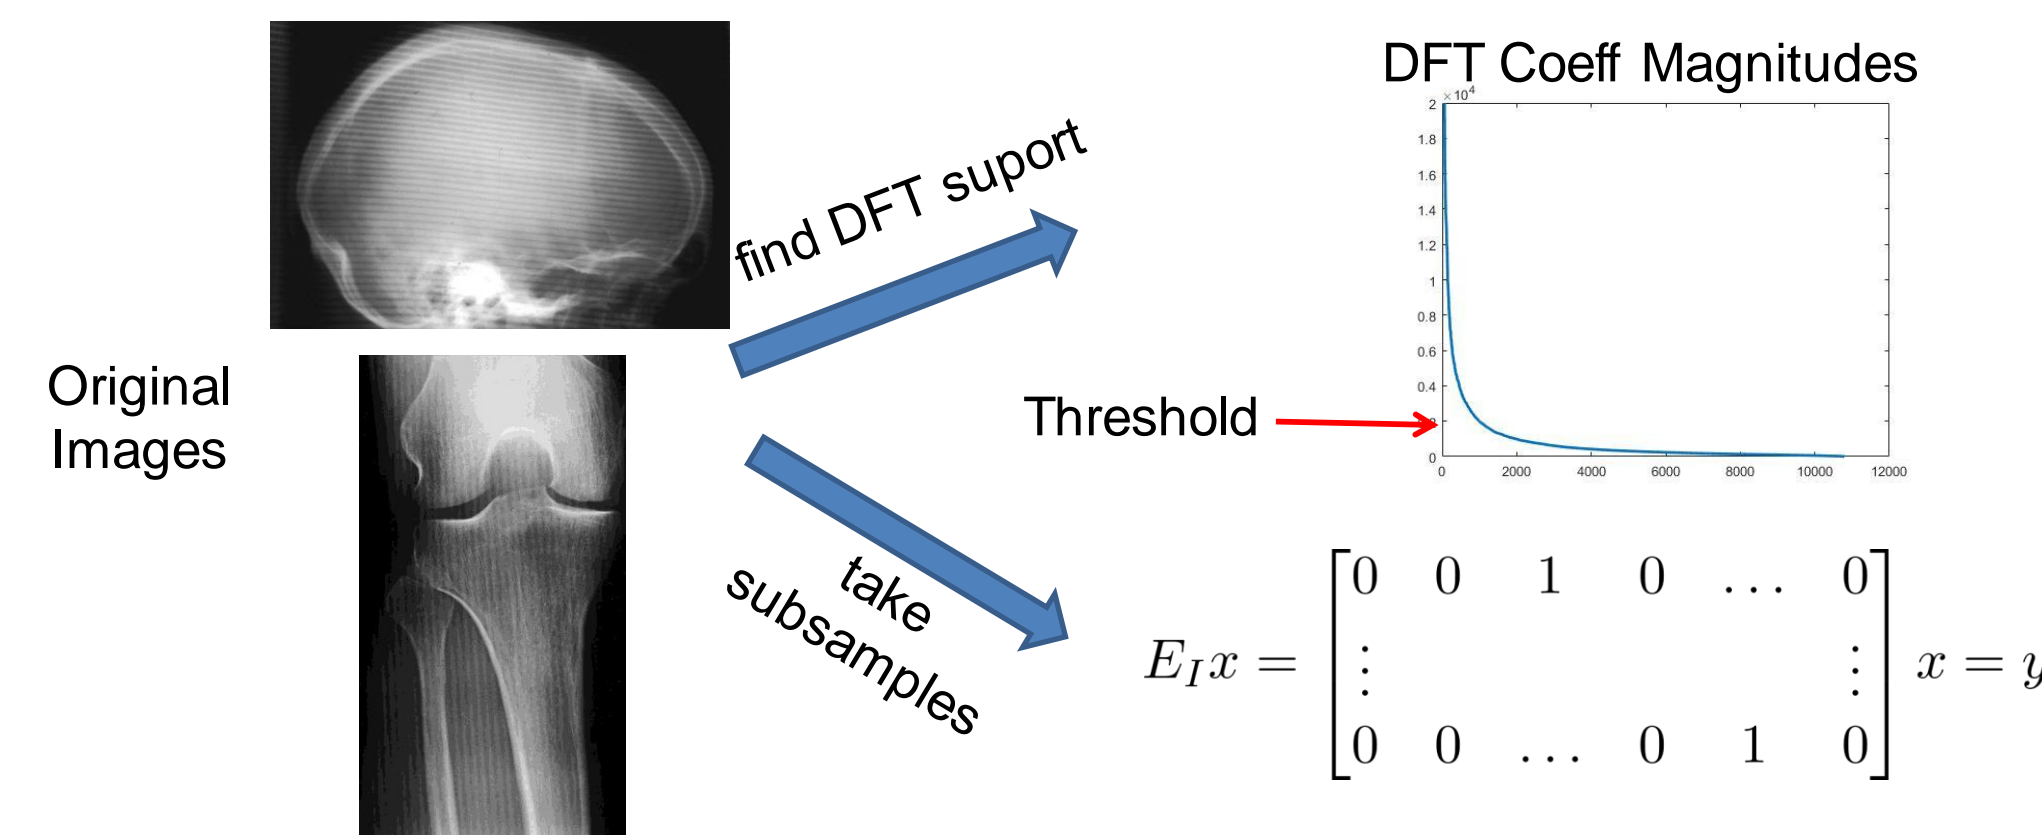 Original
Images
find DFT suport
take
subsamples
DFT Coeff Magnitudes
×10⁴
2
1.8
1.6
1.4
1.2
1
0.8
0.6
0.4
0
0 2000 4000 6000 8000 10000 12000
Threshold
E_I x = [0 0 1 0 … 0
⋮ ⋮] x = y
0 0 … 0 1 0